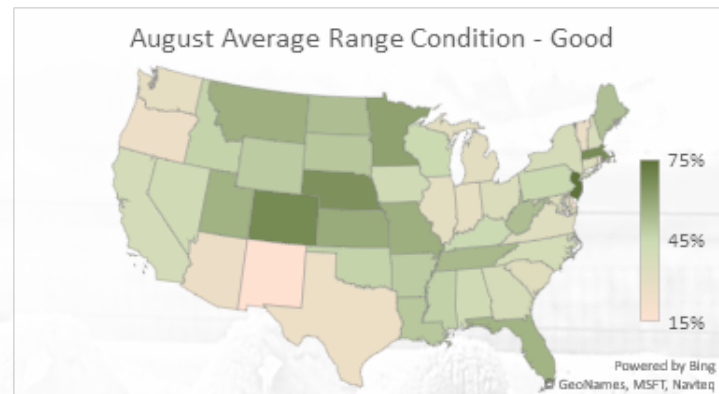 August Average Range Condition - Good
75%
45%
15%
Powered by Bing
© GeoNames, MSFT, Navteq